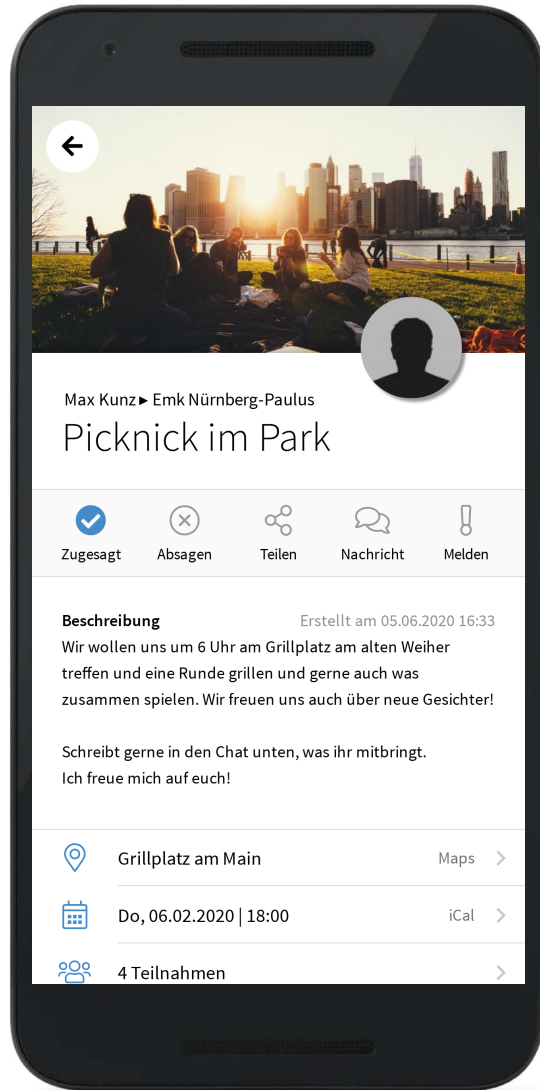 Max Kunz ▸ Emk Nürnberg-Paulus
Picknick im Park
Zugesagt Absagen Teilen Nachricht Melden
Beschreibung Erstellt am 05.06.2020 16:33
Wir wollen uns um 6 Uhr am Grillplatz am alten Weiher
treffen und eine Runde grillen und gerne auch was
zusammen spielen. Wir freuen uns auch über neue Gesichter!
Schreibt gerne in den Chat unten, was ihr mitbringt.
Ich freue mich auf euch!
Grillplatz am Main Maps
Do, 06.02.2020 | 18:00 iCal
4 Teilnahmen